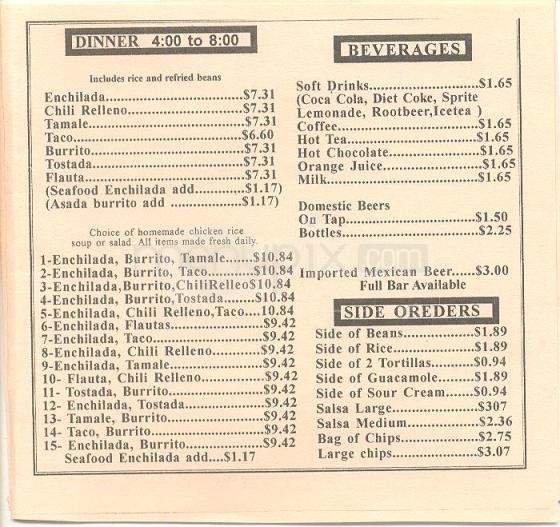 DINNER 4:00 to 8:00
Includes rice and refried beans
Enchilada..............................$7.31
Chili Relleno..........................$7.31
Tamale.................................$7.31
Taco...................................$6.60
Burrito................................$7.31
Tostada................................$7.31
Flauta.................................$7.31
(Seafood Enchilada add..........$1.17)
(Asada burrito add ................$1.17)
Choice of homemade chicken rice
soup or salad. All items made fresh daily.
1-Enchilada, Burrito, Tamale.......$10.84
2-Enchilada, Burrito, Taco..........$10.84
3-Enchilada,Burrito,ChiliRelleo$10.84
4-Enchilada, Burrito,Tostada.......$10.84
5-Enchilada, Chili Relleno,Taco....10.84
6-Enchilada, Flautas.................$9.42
7-Enchilada, Taco.....................$9.42
8-Enchilada, Chili Relleno..........$9.42
9-Enchilada, Tamale..................$9.42
10- Flauta, Chili Relleno............$9.42
11- Tostada, Burrito..................$9.42
12- Enchilada, Tostada..............$9.42
13- Tamale, Burrito..................$9.42
14- Taco, Burrito.....................$9.42
15- Enchilada, Burrito..............$9.42
Seafood Enchilada add....$1.17
BEVERAGES
Soft Drinks....................$1.65
(Coca Cola, Diet Coke, Sprite
Lemonade, Rootbeer,Icetea )
Coffee...........................$1.65
Hot Tea..........................$1.65
Hot Chocolate..................$1.65
Orange Juice....................$1.65
Milk..............................$1.65
Domestic Beers
On Tap...........................$1.50
Bottles...........................$2.25
Imported Mexican Beer......$3.00
Full Bar Available
SIDE OREDERS
Side of Beans..................$1.89
Side of Rice....................$1.89
Side of 2 Tortillas............$0.94
Side of Guacamole...........$1.89
Side of Sour Cream..........$0.94
Salsa Large.....................$307
Salsa Medium..................$2.36
Bag of Chips...................$2.75
Large chips.....................$3.07